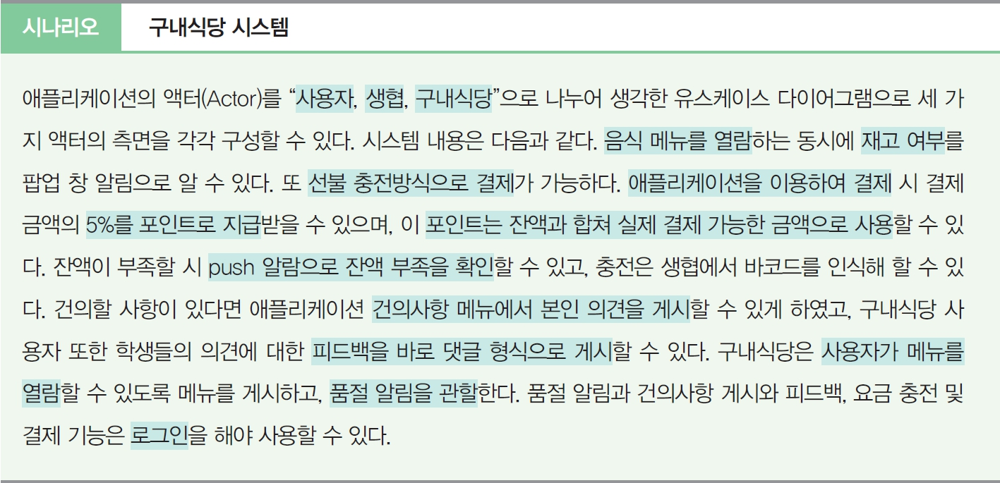 시나리오 구내식당 시스템
애플리케이션의 액터(Actor)를 “사용자, 생협, 구내식당”으로 나누어 생각한 유스케이스 다이어그램으로 세 가
지 액터의 측면을 각각 구성할 수 있다. 시스템 내용은 다음과 같다. 음식 메뉴를 열람하는 동시에 재고 여부를
팝업 창 알림으로 알 수 있다. 또 선불 충전방식으로 결제가 가능하다. 애플리케이션을 이용하여 결제 시 결제
금액의 5%를 포인트로 지급받을 수 있으며, 이 포인트는 잔액과 합쳐 실제 결제 가능한 금액으로 사용할 수 있
다. 잔액이 부족할 시 push 알람으로 잔액 부족을 확인할 수 있고, 충전은 생협에서 바코드를 인식해 할 수 있
다. 건의할 사항이 있다면 애플리케이션 건의사항 메뉴에서 본인 의견을 게시할 수 있게 하였고, 구내식당 사
용자 또한 학생들의 의견에 대한 피드백을 바로 댓글 형식으로 게시할 수 있다. 구내식당은 사용자가 메뉴를
열람할 수 있도록 메뉴를 게시하고, 품절 알림을 관할한다. 품절 알림과 건의사항 게시와 피드백, 요금 충전 및
결제 기능은 로그인을 해야 사용할 수 있다.